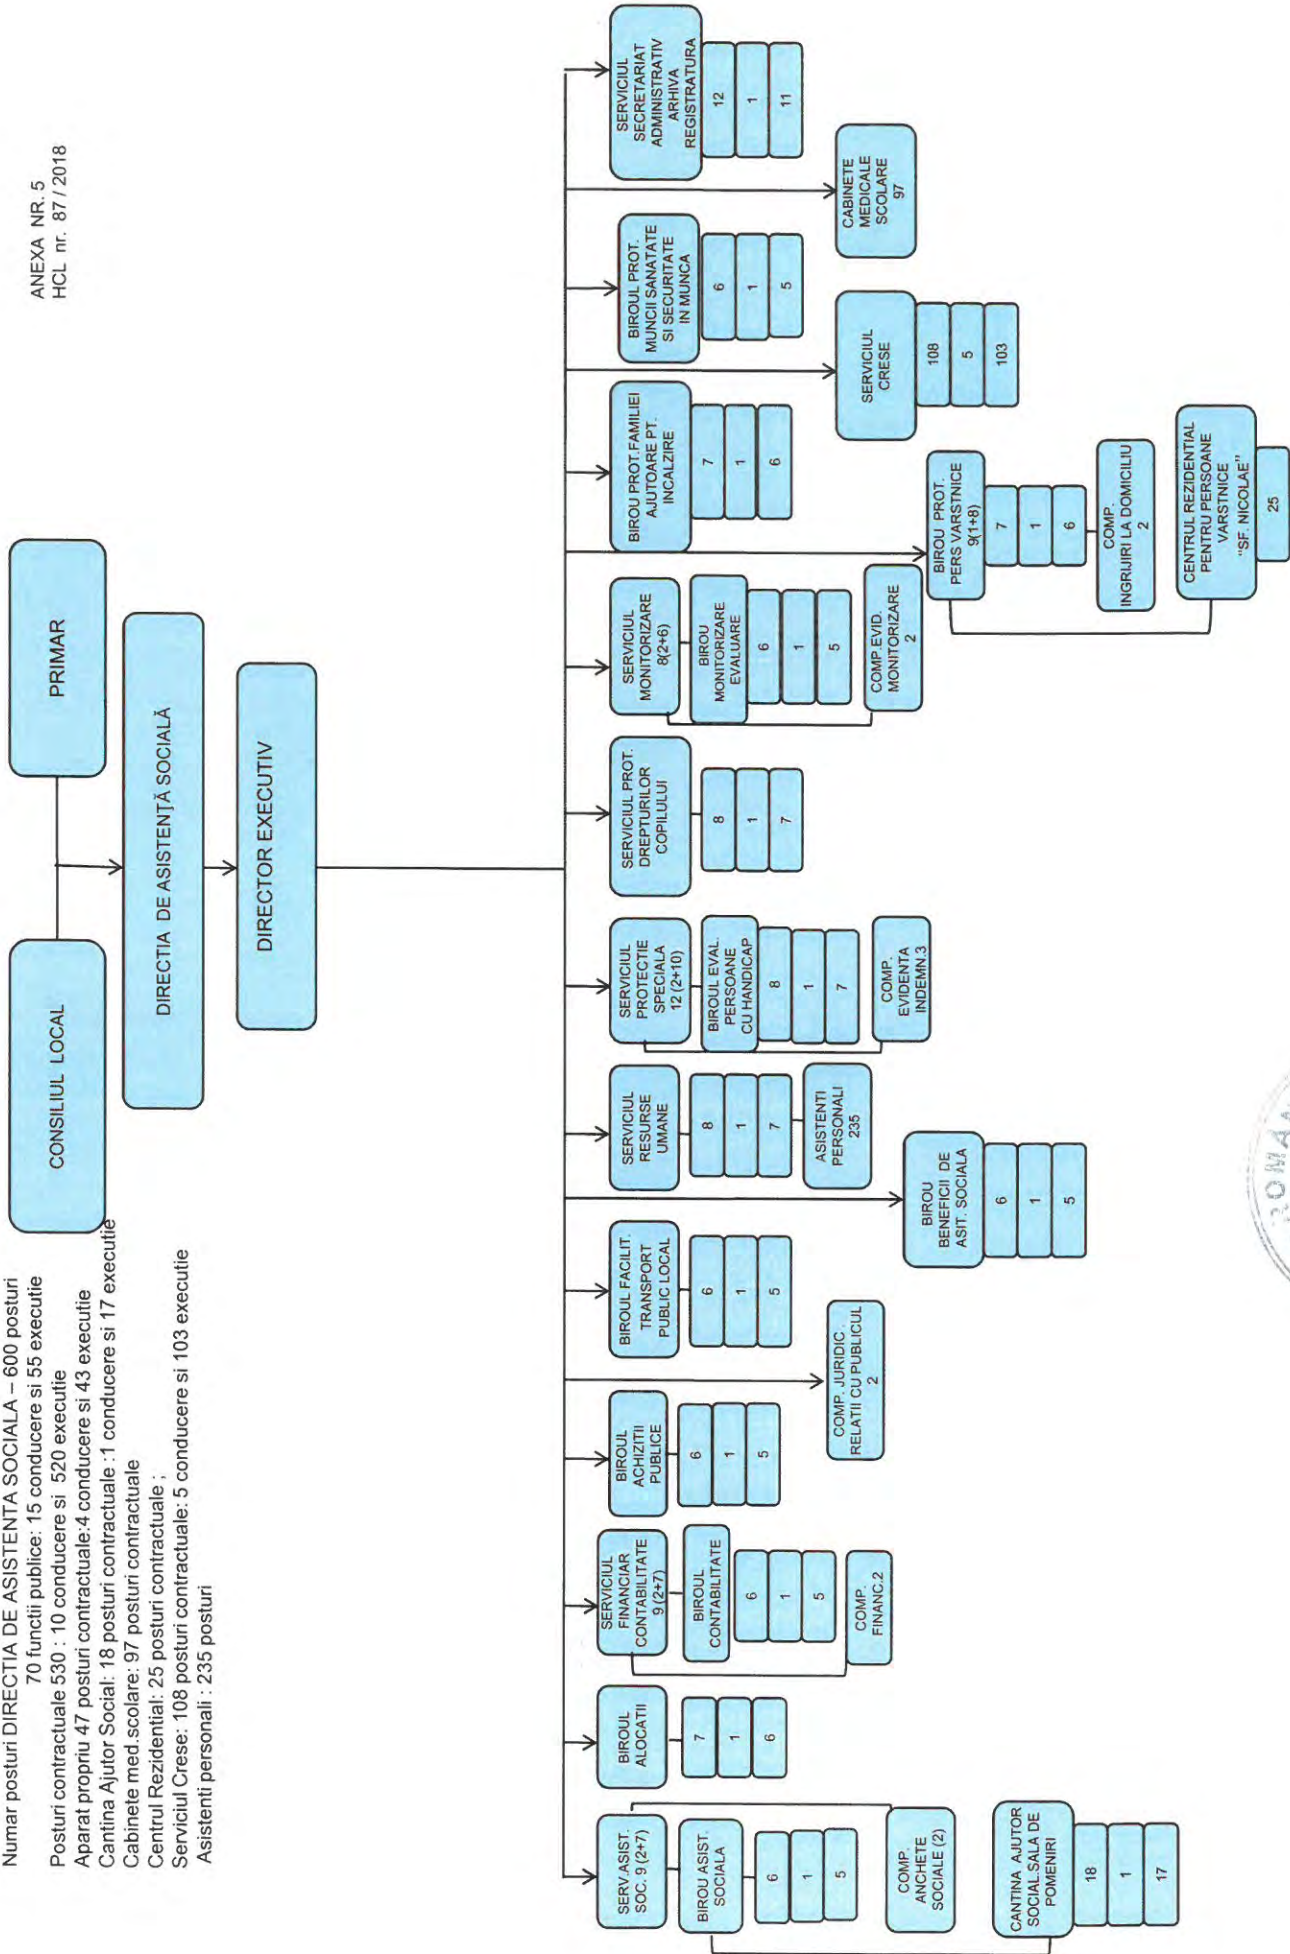 ANEXA NR. 5
HCL nr. 87 / 2018
Numar posturi DIRECTIA DE ASISTENTA SOCIALA – 600 posturi
70 functii publice: 15 conducere si 55 executie
Posturi contractuale 530 : 10 conducere si 520 executie
Aparat propriu 47 posturi contractuale:4 conducere si 43 executie
Cantina Ajutor Social: 18 posturi contractuale :1 conducere si 17 executie
Cabinete med.scolare: 97 posturi contractuale
Centrul Rezidential: 25 posturi contractuale ;
Serviciul Crese: 108 posturi contractuale: 5 conducere si 103 executie
Asistenti personali : 235 posturi
CONSILIUL LOCAL
PRIMAR
DIRECTIA DE ASISTENŢĂ SOCIALĂ
DIRECTOR EXECUTIV
SERV.ASIST.
SOC. 9 (2+7)
BIROU ASIST.
SOCIALA
6
1
5
COMP.
ANCHETE
SOCIALE (2)
CANTINA AJUTOR
SOCIAL.SALA DE
POMENIRI
18
1
17
BIROUL
ALOCATII
7
1
6
SERVICIUL
FINANCIAR
CONTABILITATE
9 (2+7)
BIROUL
CONTABILITATE
6
1
5
COMP.
FINANC.2
BIROUL
ACHIZITII
PUBLICE
6
1
5
COMP. JURIDIC .
RELATII CU PUBLICUL
2
BIROUL FACILIT.
TRANSPORT
PUBLIC LOCAL
6
1
5
BIROU
BENEFICII DE
ASIT. SOCIALA
6
1
5
SERVICIUL
RESURSE
UMANE
8
1
7
ASISTENTI
PERSONALI
235
SERVICIUL
PROTECTIE
SPECIALA
12 (2+10)
BIROUL EVAL.
PERSOANE
CU HANDICAP
8
1
7
COMP.
EVIDENTA
INDEMN.3
SERVICIUL PROT.
DREPTURILOR
COPILULUI
8
1
7
SERVICIUL
MONITORIZARE
8(2+6)
BIROU
MONITORIZARE
EVALUARE
6
1
5
COMP.EVID.
MONITORIZARE
2
BIROU PROT.
PERS VARSTNICE
9(1+8)
7
1
6
COMP.
INGRIJIRI LA DOMICILIU
2
CENTRUL REZIDENTIAL
PENTRU PERSOANE
VARSTNICE
"SF. NICOLAE"
25
BIROU PROT.FAMILIEI
AJUTOARE PT.
INCALZIRE
7
1
6
SERVICIUL
CRESE
108
5
103
BIROUL PROT.
MUNCII SANATATE
SI SECURITATE
IN MUNCA
6
1
5
CABINETE
MEDICALE
SCOLARE
97
SERVICIUL
SECRETARIAT
ADMINISTRATIV
ARHIVA
REGISTRATURA
12
1
11